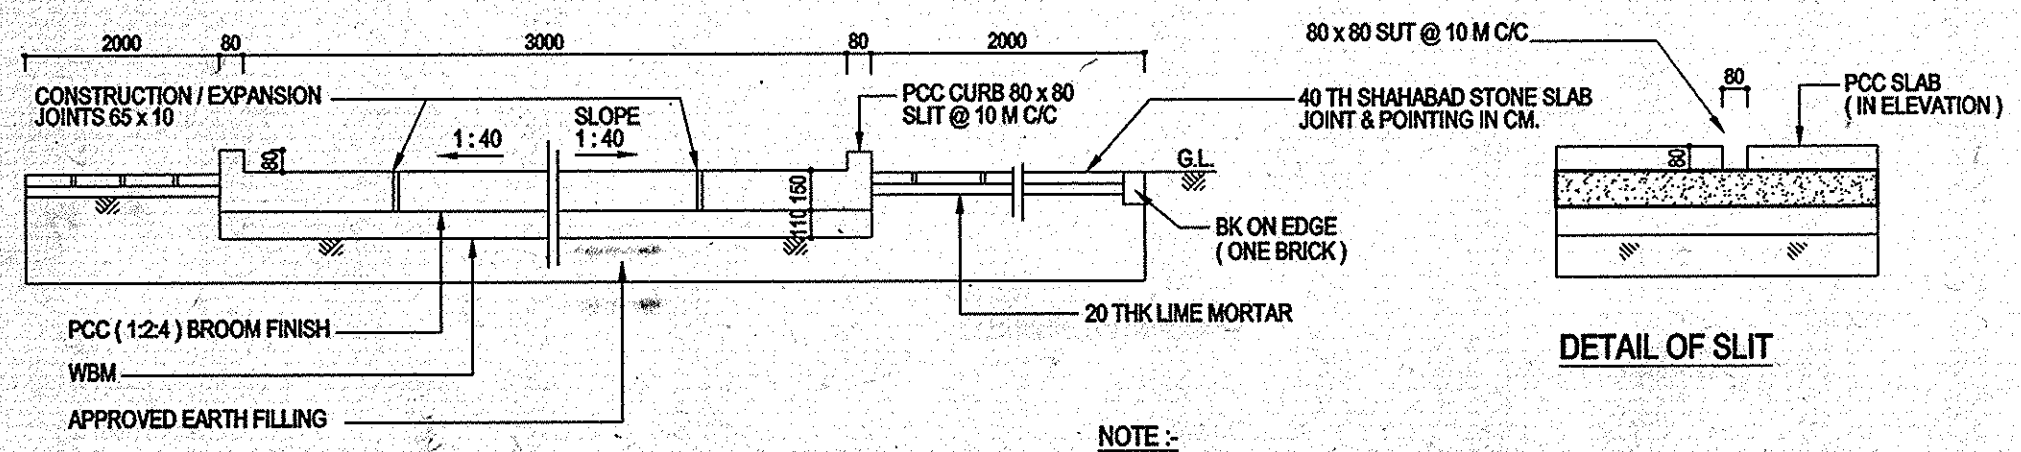 2000 80 3000 80 2000
CONSTRUCTION / EXPANSION
JOINTS 65 x 10
1:40
SLOPE
1:40
80
150
110
PCC CURB 80 x 80
SLIT @ 10 M C/C
40 TH SHAHABAD STONE SLAB
JOINT & POINTING IN CM.
G.L.
BK ON EDGE
( ONE BRICK )
20 THK LIME MORTAR
PCC ( 1:2:4 ) BROOM FINISH
WBM
APPROVED EARTH FILLING
80 x 80 SUT @ 10 M C/C
80
PCC SLAB
( IN ELEVATION )
80
DETAIL OF SLIT
NOTE :-